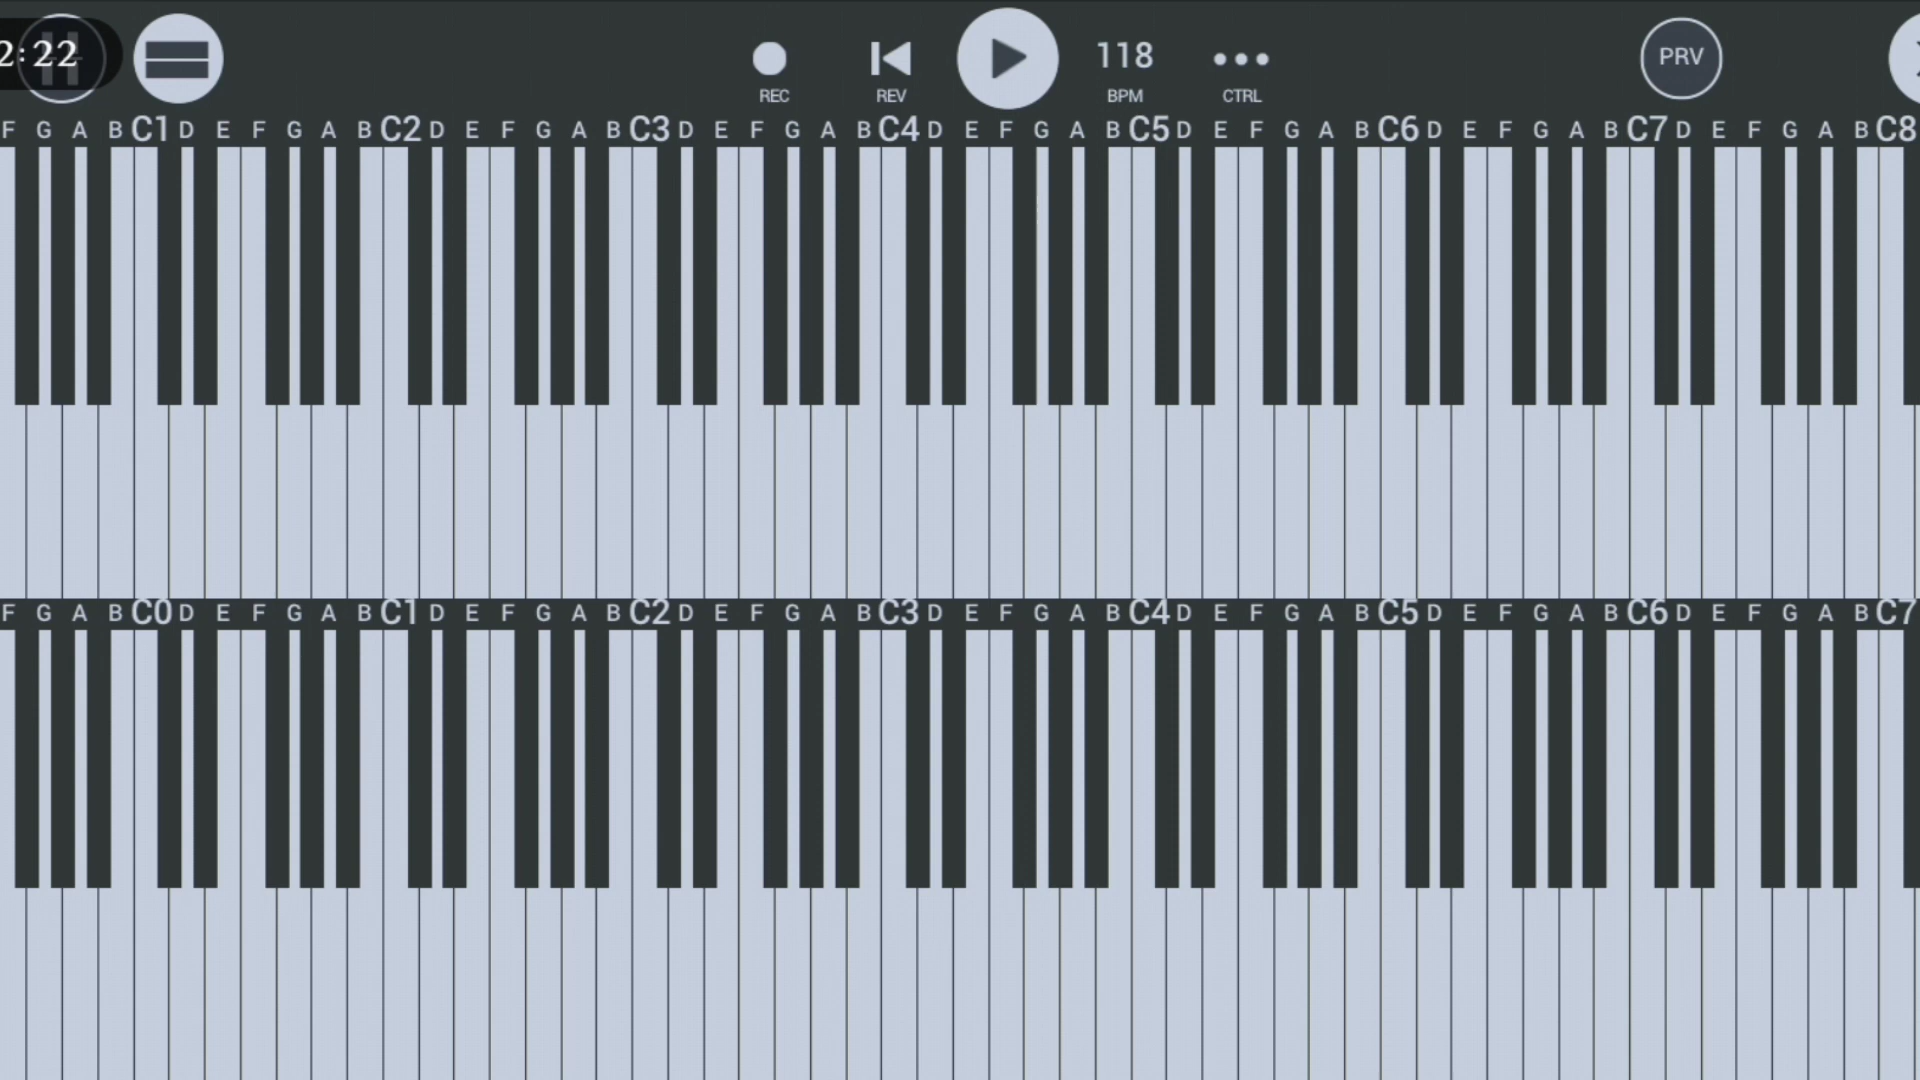 2:22
118
PRV
REC REV BPM CTRL
F G A B C1 D E F G A B C2 D E F G A B C3 D E F G A B C4 D E F G A B C5 D E F G A B C6 D E F G A B C7 D E F G A B C8
F G A B C0 D E F G A B C1 D E F G A B C2 D E F G A B C3 D E F G A B C4 D E F G A B C5 D E F G A B C6 D E F G A B C7